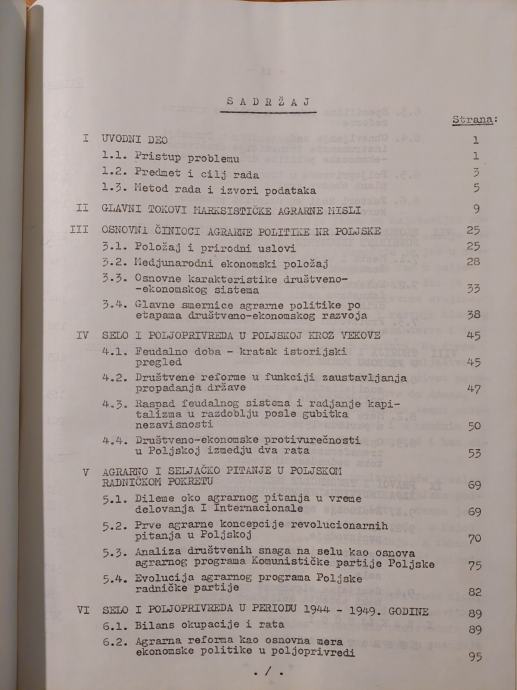 SADRŽAJ
Strana:
I UVODNI DEO 1
1.1. Pristup problemu 1
1.2. Predmet i cilj rada 3
1.3. Metod rada i izvori podataka 5
II GLAVNI TOKOVI MARKSISTIČKE AGRARNE MISLI 9
III OSNOVNI ČINIOCI AGRARNE POLITIKE NR POLJSKE 25
3.1. Položaj i prirodni uslovi 25
3.2. Medjunarodni ekonomski položaj 28
3.3. Osnovne karakteristike društveno-
-ekonomskog sistema 33
3.4. Glavne smernice agrarne politike po
etapama društveno-ekonomskog razvoja 38
IV SELO I POLJOPRIVREDA U POLJSKOJ KROZ VEKOVE 45
4.1. Feudalno doba - kratak istorijski
pregled 45
4.2. Društvene reforme u funkciji zaustavljanja
propadanja države 47
4.3. Raspad feudalnog sistema i radjanje kapi-
talizma u razdoblju posle gubitka
nezavisnosti 50
4.4. Društveno-ekonomske protivurečnosti
u Poljskoj izmedju dva rata 53
V AGRARNO I SELJAČKO PITANJE U POLJSKOM
RADNIČKOM POKRETU 69
5.1. Dileme oko agrarnog pitanja u vreme
delovanja I Internacionale 69
5.2. Prve agrarne koncepcije revolucionarnih
pitanja u Poljskoj 70
5.3. Analiza društvenih snaga na selu kao osnova
agrarnog programa Komunističke partije Poljske 75
5.4. Evolucija agrarnog programa Poljske
radničke partije 82
VI SELO I POLJOPRIVREDA U PERIODU 1944 - 1949. GODINE 89
6.1. Bilans okupacije i rata 89
6.2. Agrarna reforma kao osnovna mera
ekonomske politike u poljoprivredi 95
./.